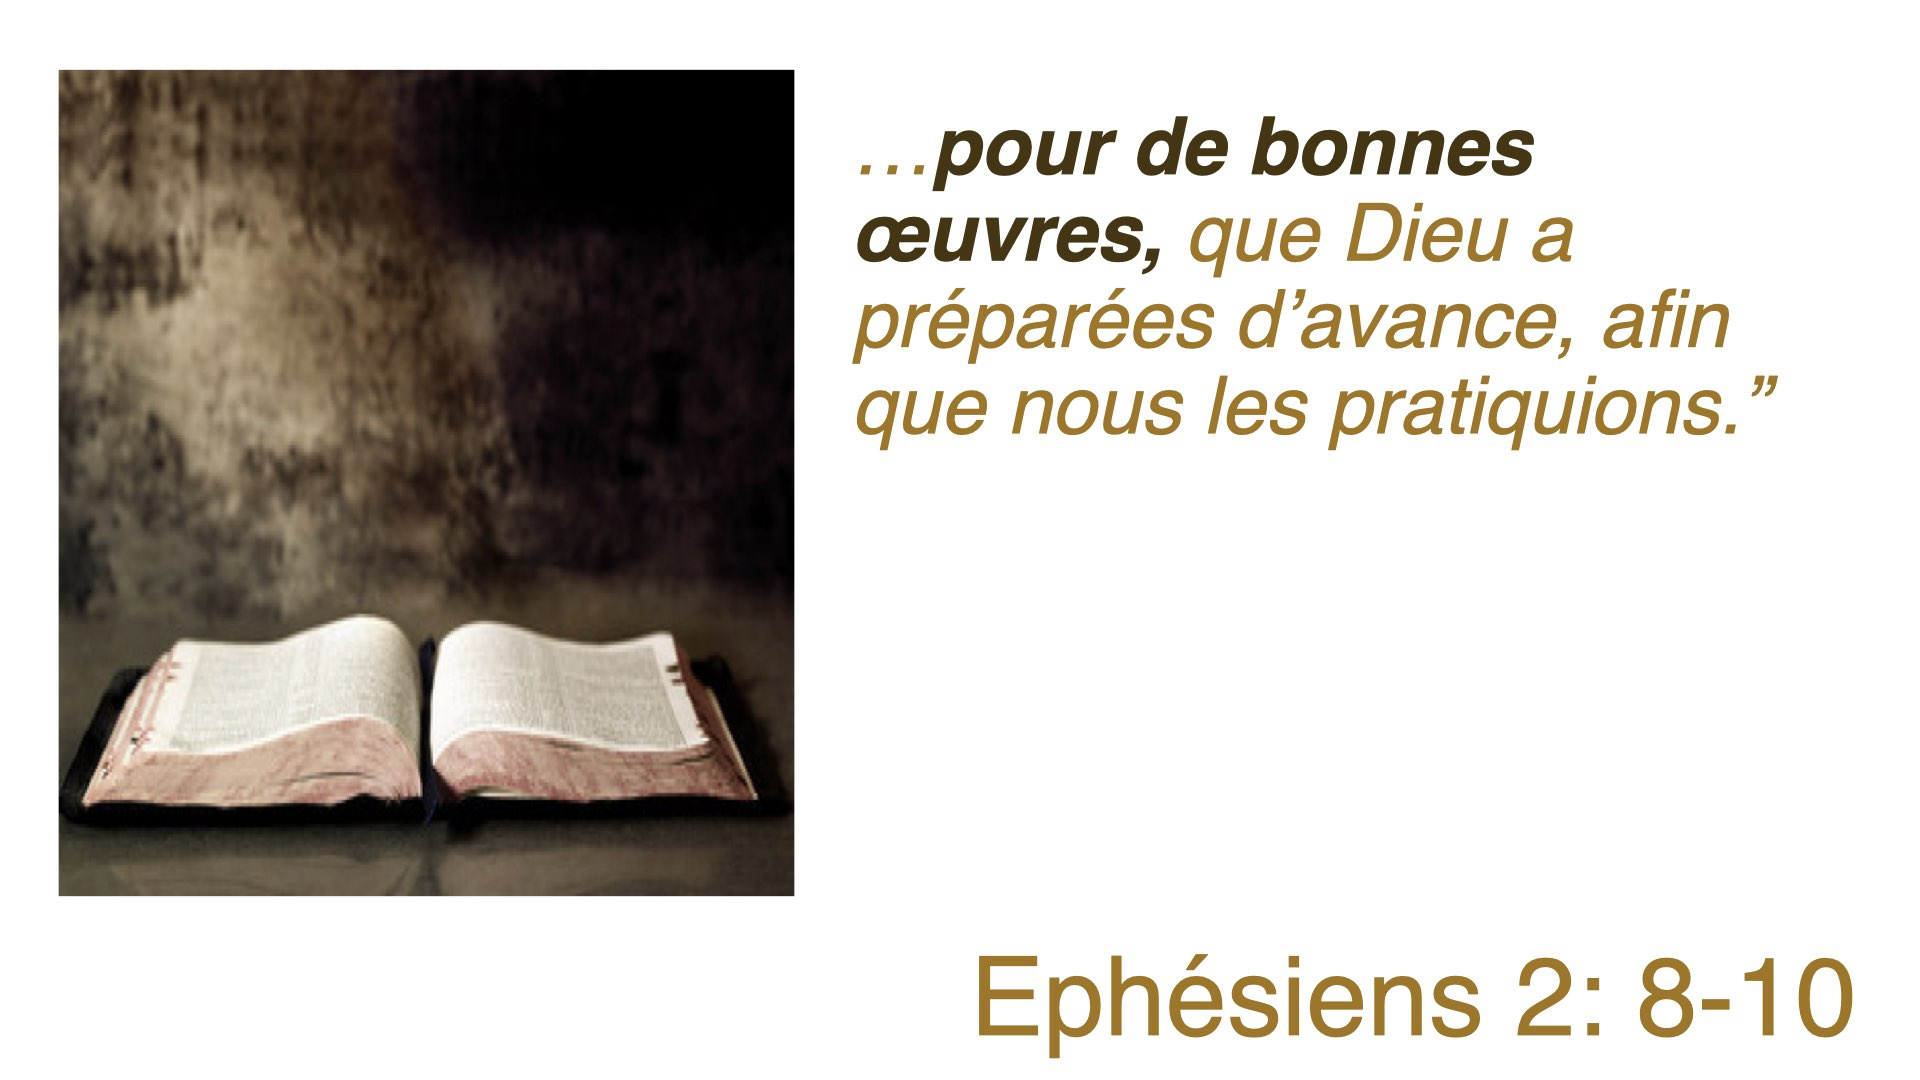 …pour de bonnes
œuvres, que Dieu a
préparées d’avance, afin
que nous les pratiquions.”
Ephésiens 2: 8-10